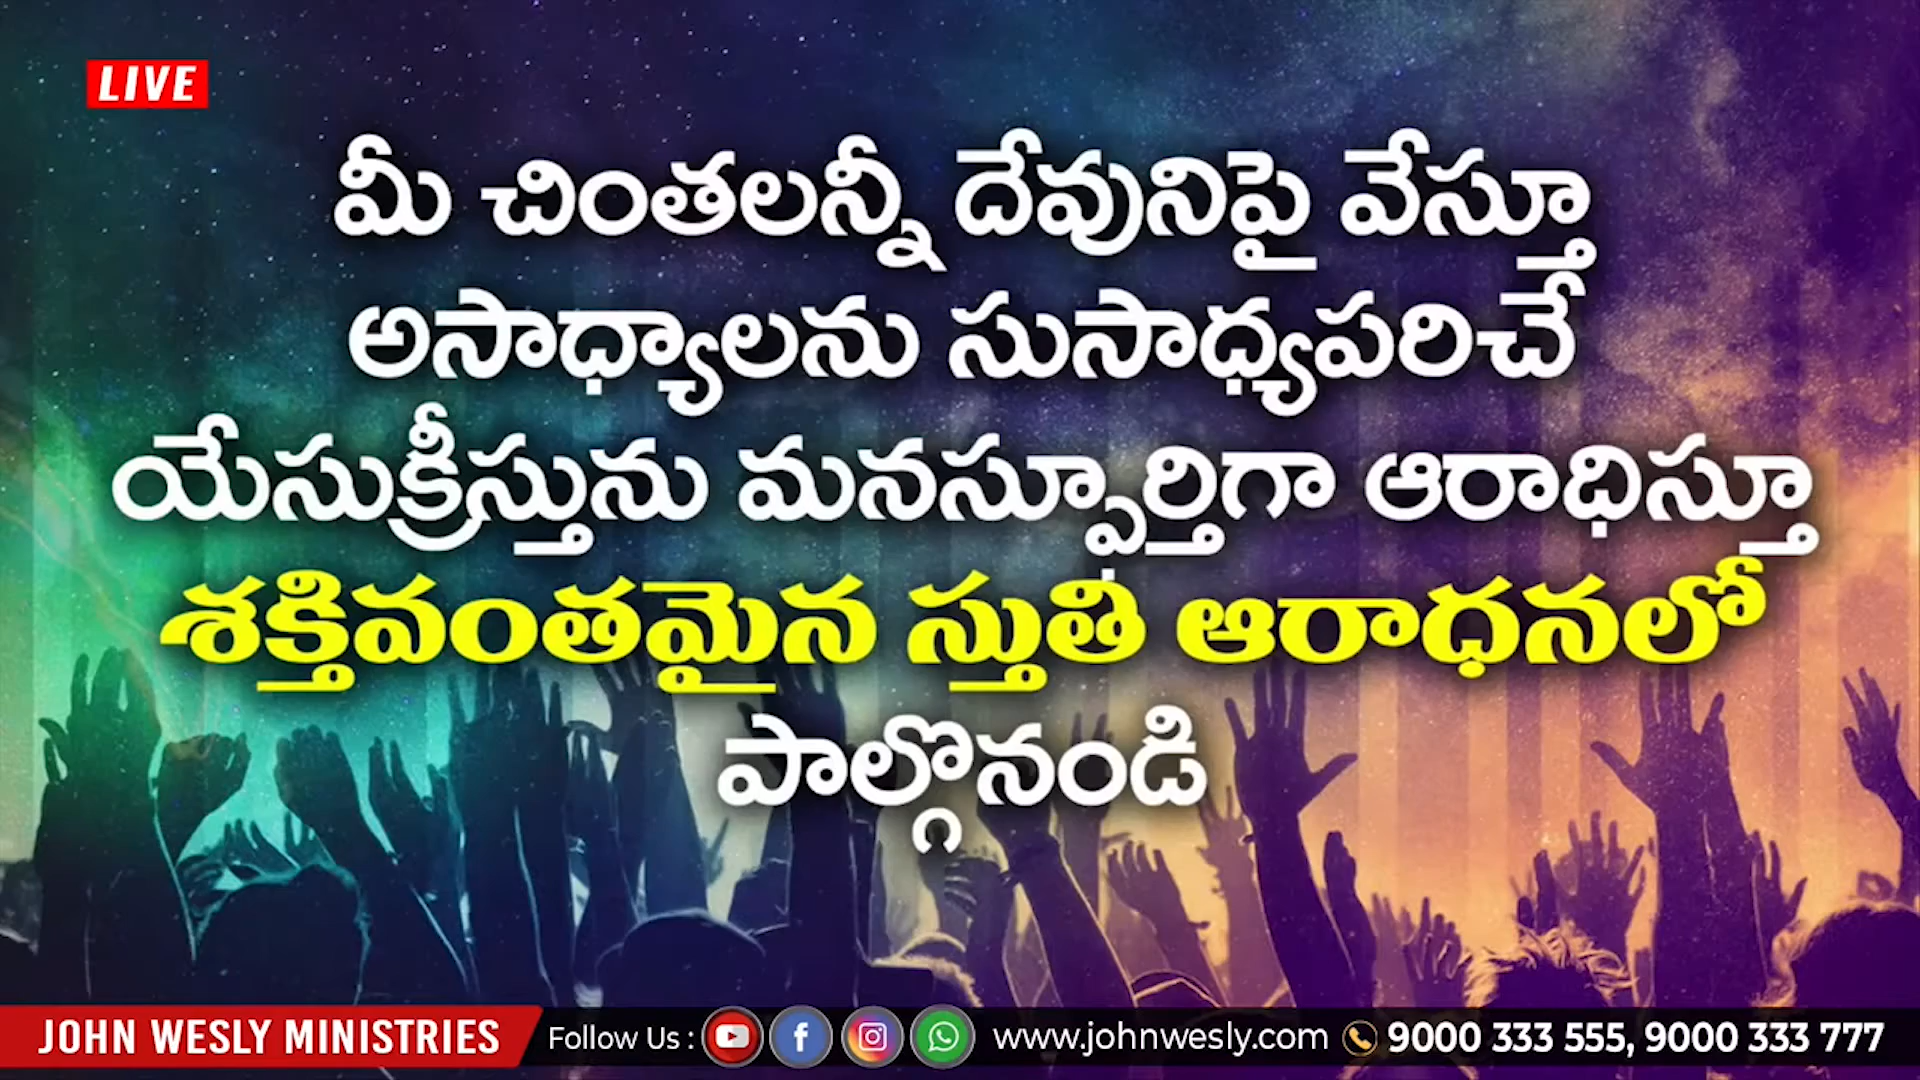 LIVE
మీ చింతలన్నీ దేవునిపై వేస్తూ
అసాధ్యాలను సుసాధ్యపరిచే
యేసుక్రీస్తును మనస్ఫూర్తిగా ఆరాధిస్తూ
శక్తివంతమైన స్తుతి ఆరాధనలో
పాల్గొనండి
JOHN WESLY MINISTRIES Follow Us : www.johnwesly.com 9000 333 555, 9000 333 777